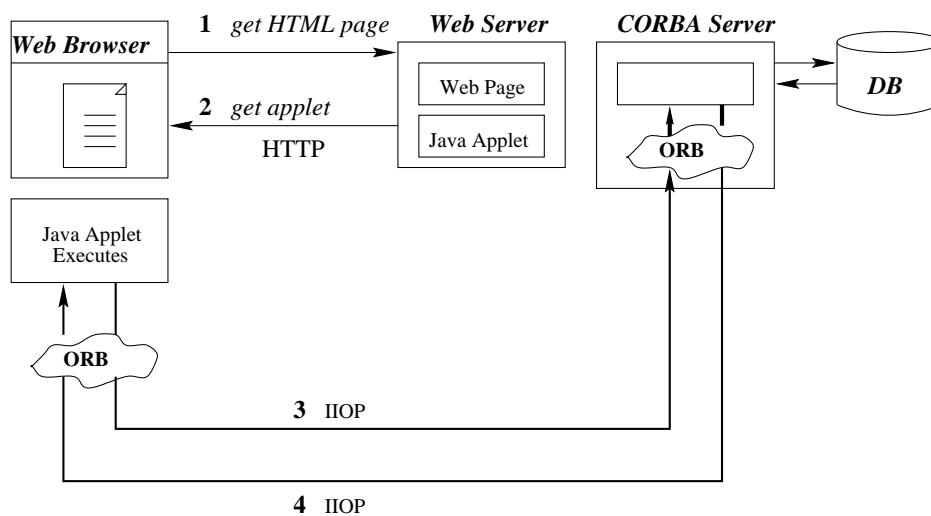 1 get HTML page
Web Server
CORBA Server
Web Browser
Web Page
DB
2 get applet
HTTP
Java Applet
ORB
Java Applet
Executes
ORB
3 IIOP
4 IIOP